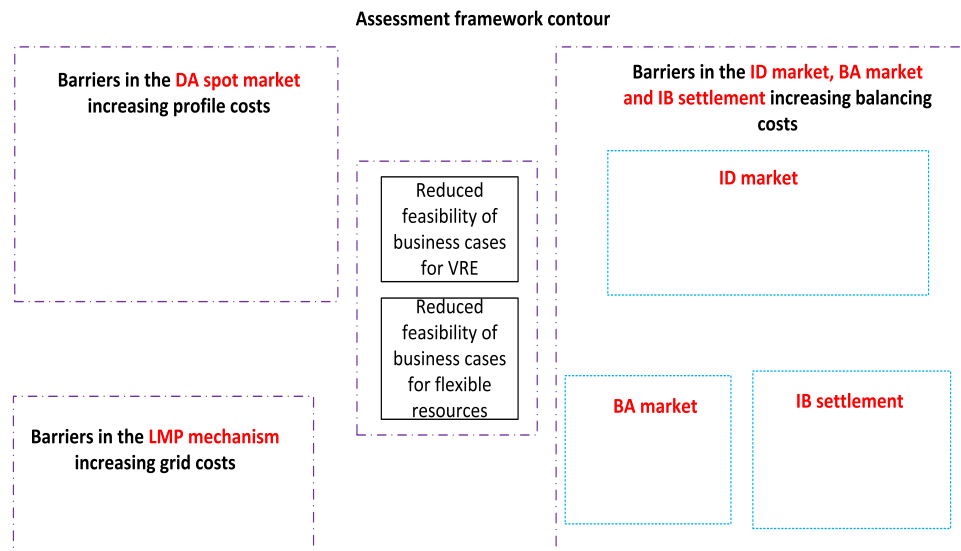 Assessment framework contour
Barriers in the DA spot market
increasing profile costs
Barriers in the ID market, BA market
and IB settlement increasing balancing
costs
ID market
Reduced
feasibility of
business cases
for VRE
Reduced
feasibility of
business cases
for flexible
resources
BA market
IB settlement
Barriers in the LMP mechanism
increasing grid costs